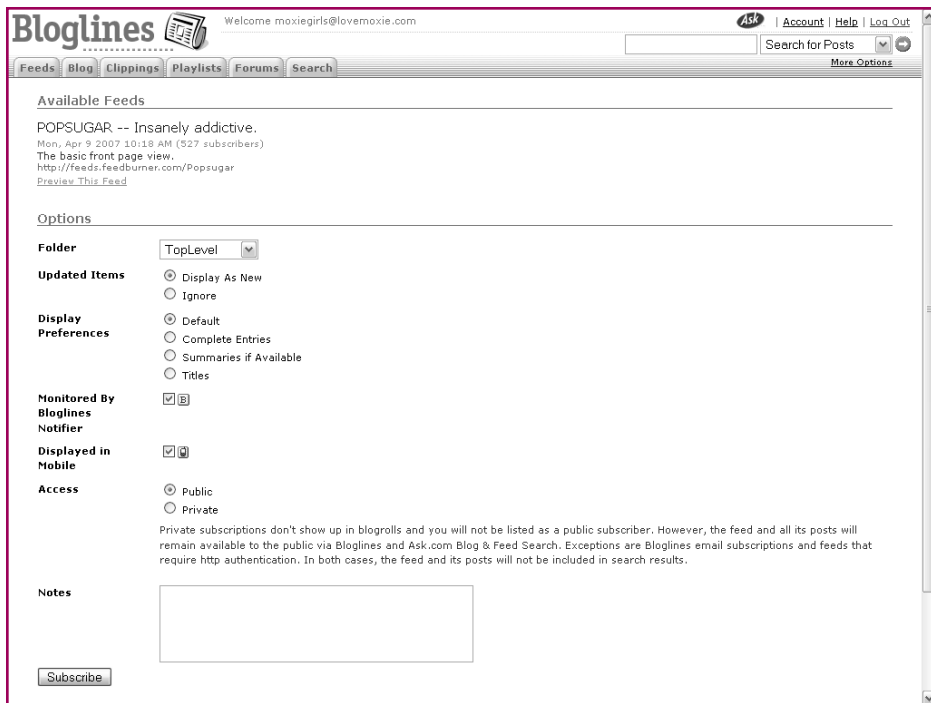 Bloglines
Welcome moxiegirls@lovemoxie.com
Ask | Account | Help | Log Out
Search for Posts
More Options
Feeds Blog Clippings Playlists Forums Search
Available Feeds
POPSUGAR -- Insanely addictive.
Mon, Apr 9 2007 10:18 AM (527 subscribers)
The basic front page view.
http://feeds.feedburner.com/Popsugar
Preview This Feed
Options
Folder
TopLevel
Updated Items
Display As New
Ignore
Display
Preferences
Default
Complete Entries
Summaries if Available
Titles
Monitored By
Bloglines
Notifier
B
Displayed in
Mobile
Access
Public
Private
Private subscriptions don't show up in blogrolls and you will not be listed as a public subscriber. However, the feed and all its posts will
remain available to the public via Bloglines and Ask.com Blog & Feed Search. Exceptions are Bloglines email subscriptions and feeds that
require http authentication. In both cases, the feed and its posts will not be included in search results.
Notes
Subscribe